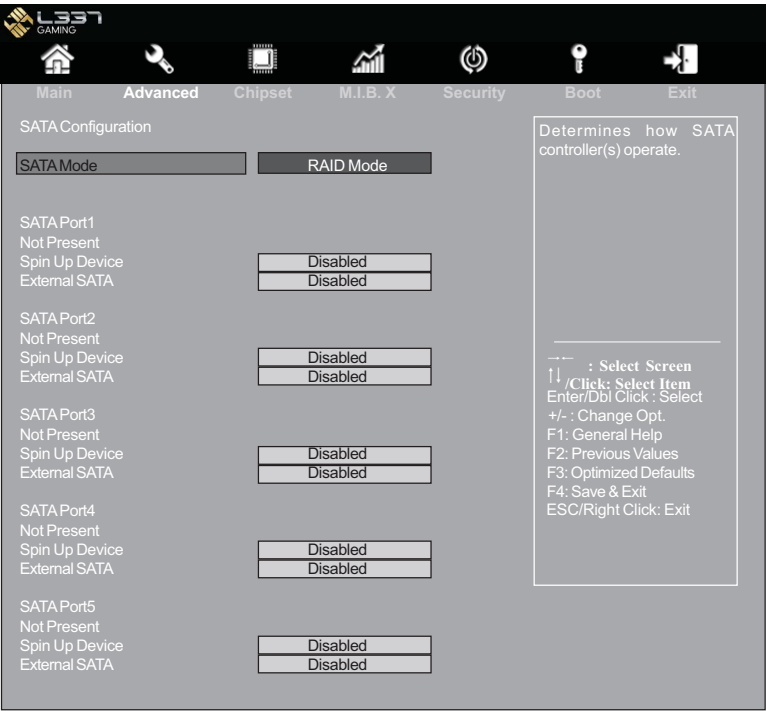 L337
GAMING
Main Advanced Chipset M.I.B. X Security Boot Exit
SATA Configuration
SATA Mode RAID Mode
SATA Port1
Not Present
Spin Up Device Disabled
External SATA Disabled
SATA Port2
Not Present
Spin Up Device Disabled
External SATA Disabled
SATA Port3
Not Present
Spin Up Device Disabled
External SATA Disabled
SATA Port4
Not Present
Spin Up Device Disabled
External SATA Disabled
SATA Port5
Not Present
Spin Up Device Disabled
External SATA Disabled
Determines how SATA
controller(s) operate.
→← : Select Screen
↑↓ /Click: Select Item
Enter/Dbl Click : Select
+/- : Change Opt.
F1: General Help
F2: Previous Values
F3: Optimized Defaults
F4: Save & Exit
ESC/Right Click: Exit